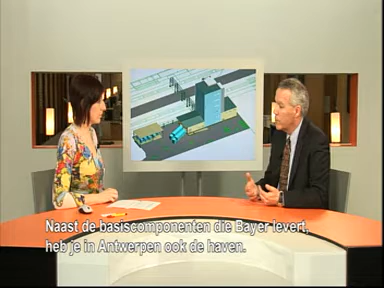 Naast de basiscomponenten die Bayer levert,
heb je in Antwerpen ook de haven.